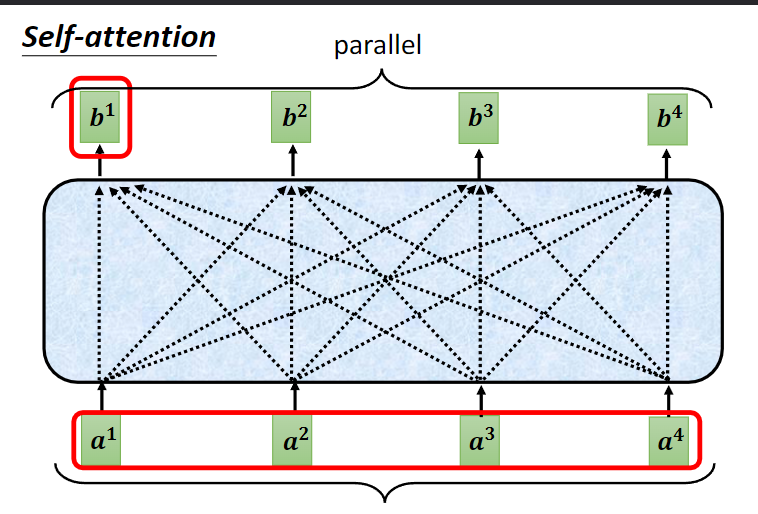 Self-attention
parallel
b¹ b² b³ b⁴
a¹ a² a³ a⁴